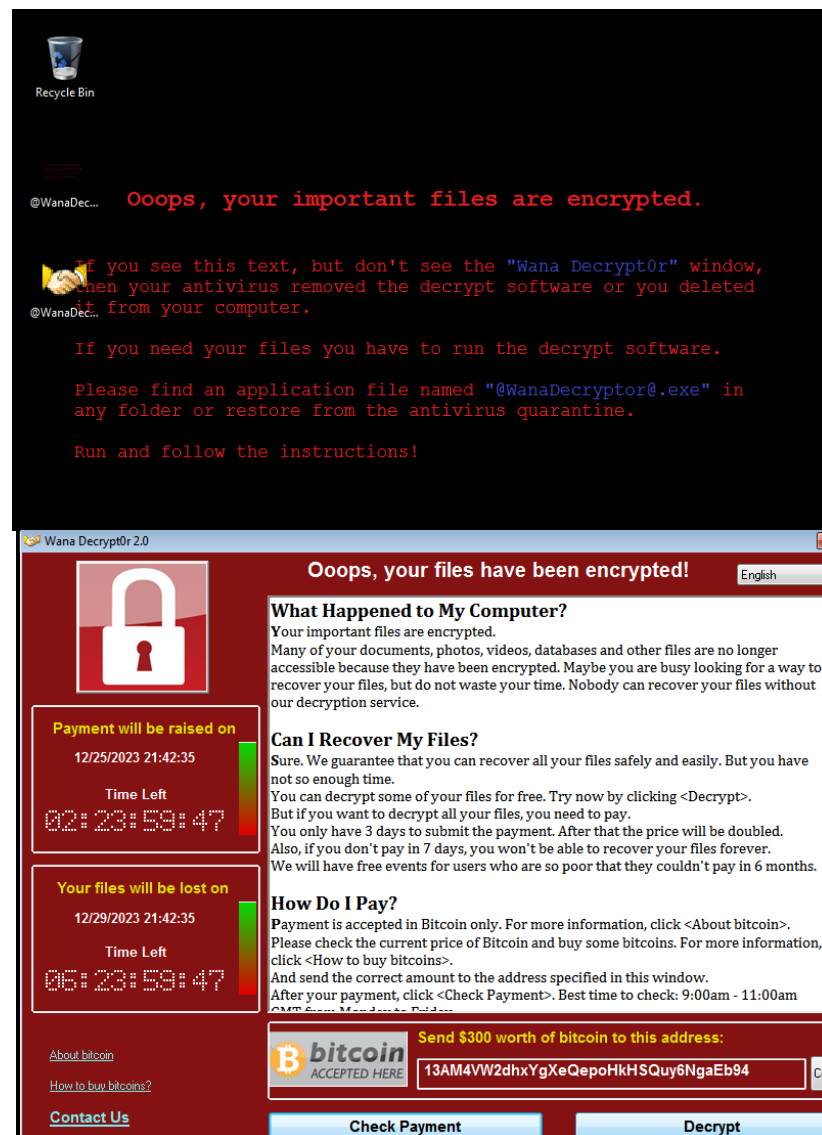 Recycle Bin
@WanaDec...
Ooops, your important files are encrypted.
If you see this text, but don't see the "Wana Decrypt0r" window,
then your antivirus removed the decrypt software or you deleted
it from your computer.
@WanaDec...
If you need your files you have to run the decrypt software.
Please find an application file named "@WanaDecryptor@.exe" in
any folder or restore from the antivirus quarantine.
Run and follow the instructions!
Wana Decrypt0r 2.0
Ooops, your files have been encrypted!
English
Payment will be raised on
12/25/2023 21:42:35
Time Left
02:23:59:47
Your files will be lost on
12/29/2023 21:42:35
Time Left
06:23:59:47
About bitcoin
How to buy bitcoins?
Contact Us
What Happened to My Computer?
Your important files are encrypted.
Many of your documents, photos, videos, databases and other files are no longer
accessible because they have been encrypted. Maybe you are busy looking for a way to
recover your files, but do not waste your time. Nobody can recover your files without
our decryption service.
Can I Recover My Files?
Sure. We guarantee that you can recover all your files safely and easily. But you have
not so enough time.
You can decrypt some of your files for free. Try now by clicking <Decrypt>.
But if you want to decrypt all your files, you need to pay.
You only have 3 days to submit the payment. After that the price will be doubled.
Also, if you don't pay in 7 days, you won't be able to recover your files forever.
We will have free events for users who are so poor that they couldn't pay in 6 months.
How Do I Pay?
Payment is accepted in Bitcoin only. For more information, click <About bitcoin>.
Please check the current price of Bitcoin and buy some bitcoins. For more information,
click <How to buy bitcoins>.
And send the correct amount to the address specified in this window.
After your payment, click <Check Payment>. Best time to check: 9:00am - 11:00am
GMT from Monday to Friday.
bitcoin
ACCEPTED HERE
Send $300 worth of bitcoin to this address:
13AM4VW2dhxYgXeQepoHkHSQuy6NgaEb94
Check Payment
Decrypt